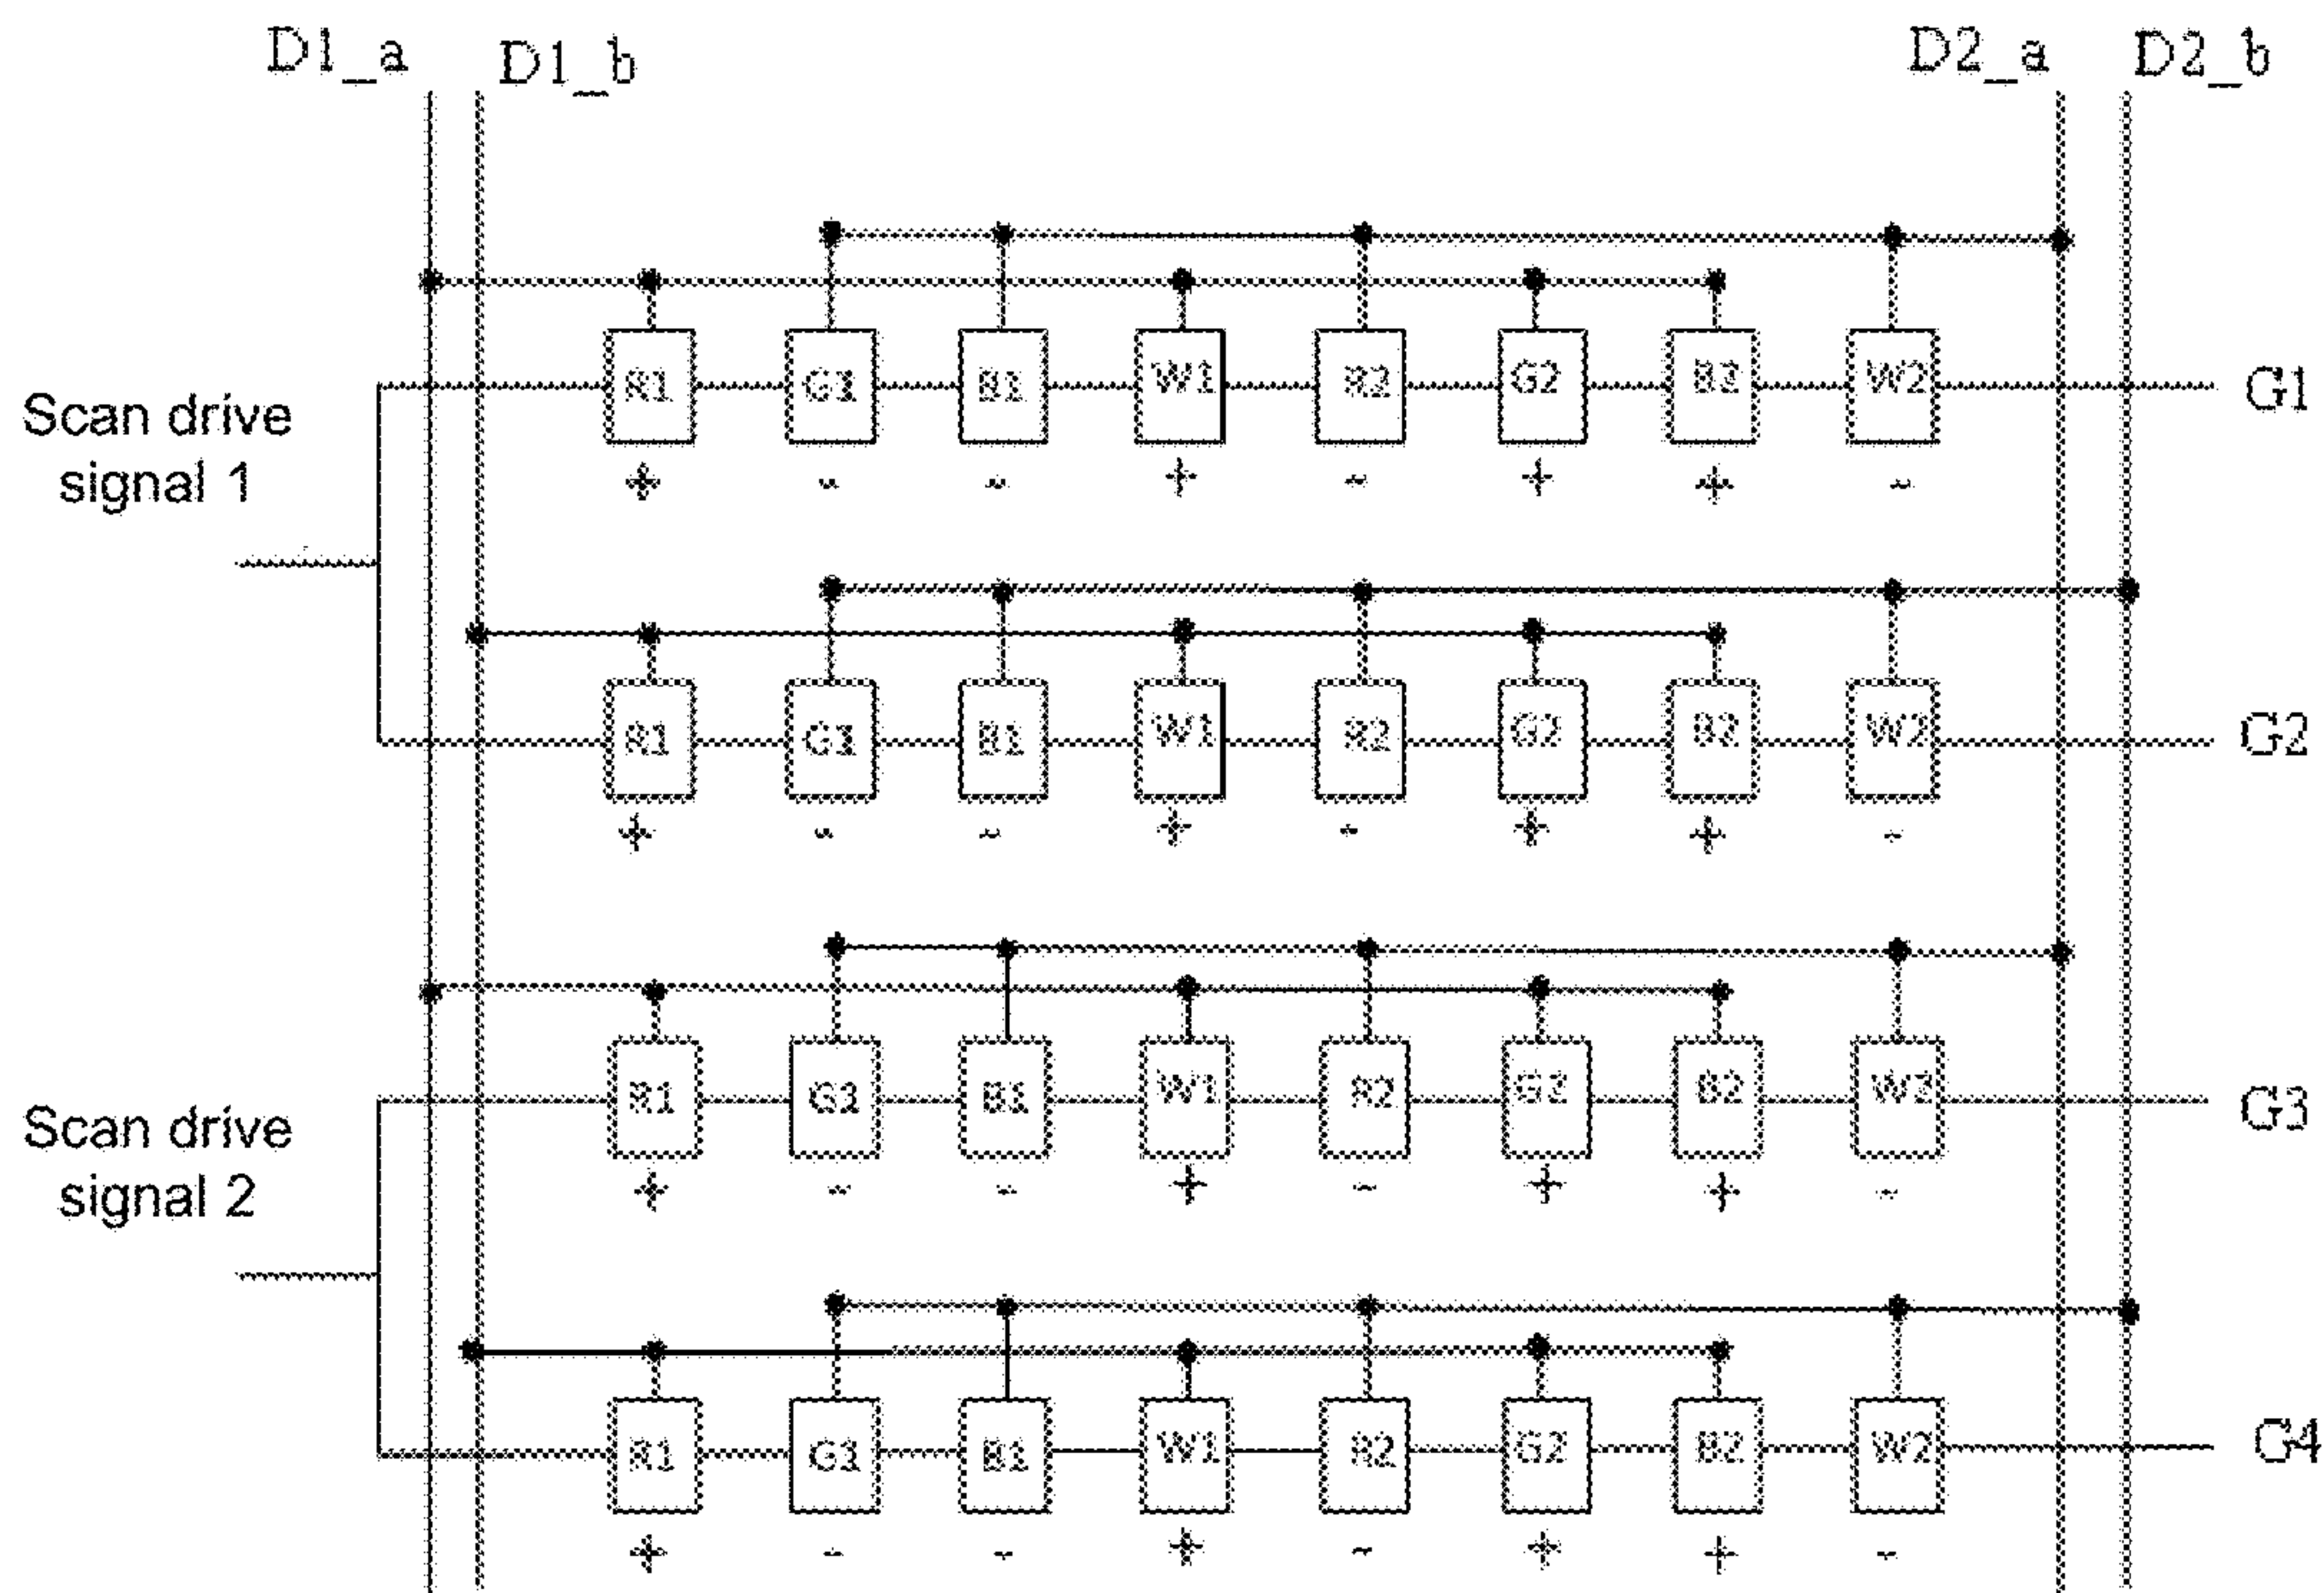 D1_a D1_b D2_a D2_b
Scan drive
signal 1
R1 G1 B1 W1 R2 G2 B2 W2 G1
+ - - + - + + -
R1 G1 B1 W1 R2 G2 B2 W2 G2
+ - - + - + + -
Scan drive
signal 2
R1 G1 B1 W1 R2 G2 B2 W2 G3
+ - - + - + + -
R1 G1 B1 W1 R2 G2 B2 W2 G4
+ - - + - + + -